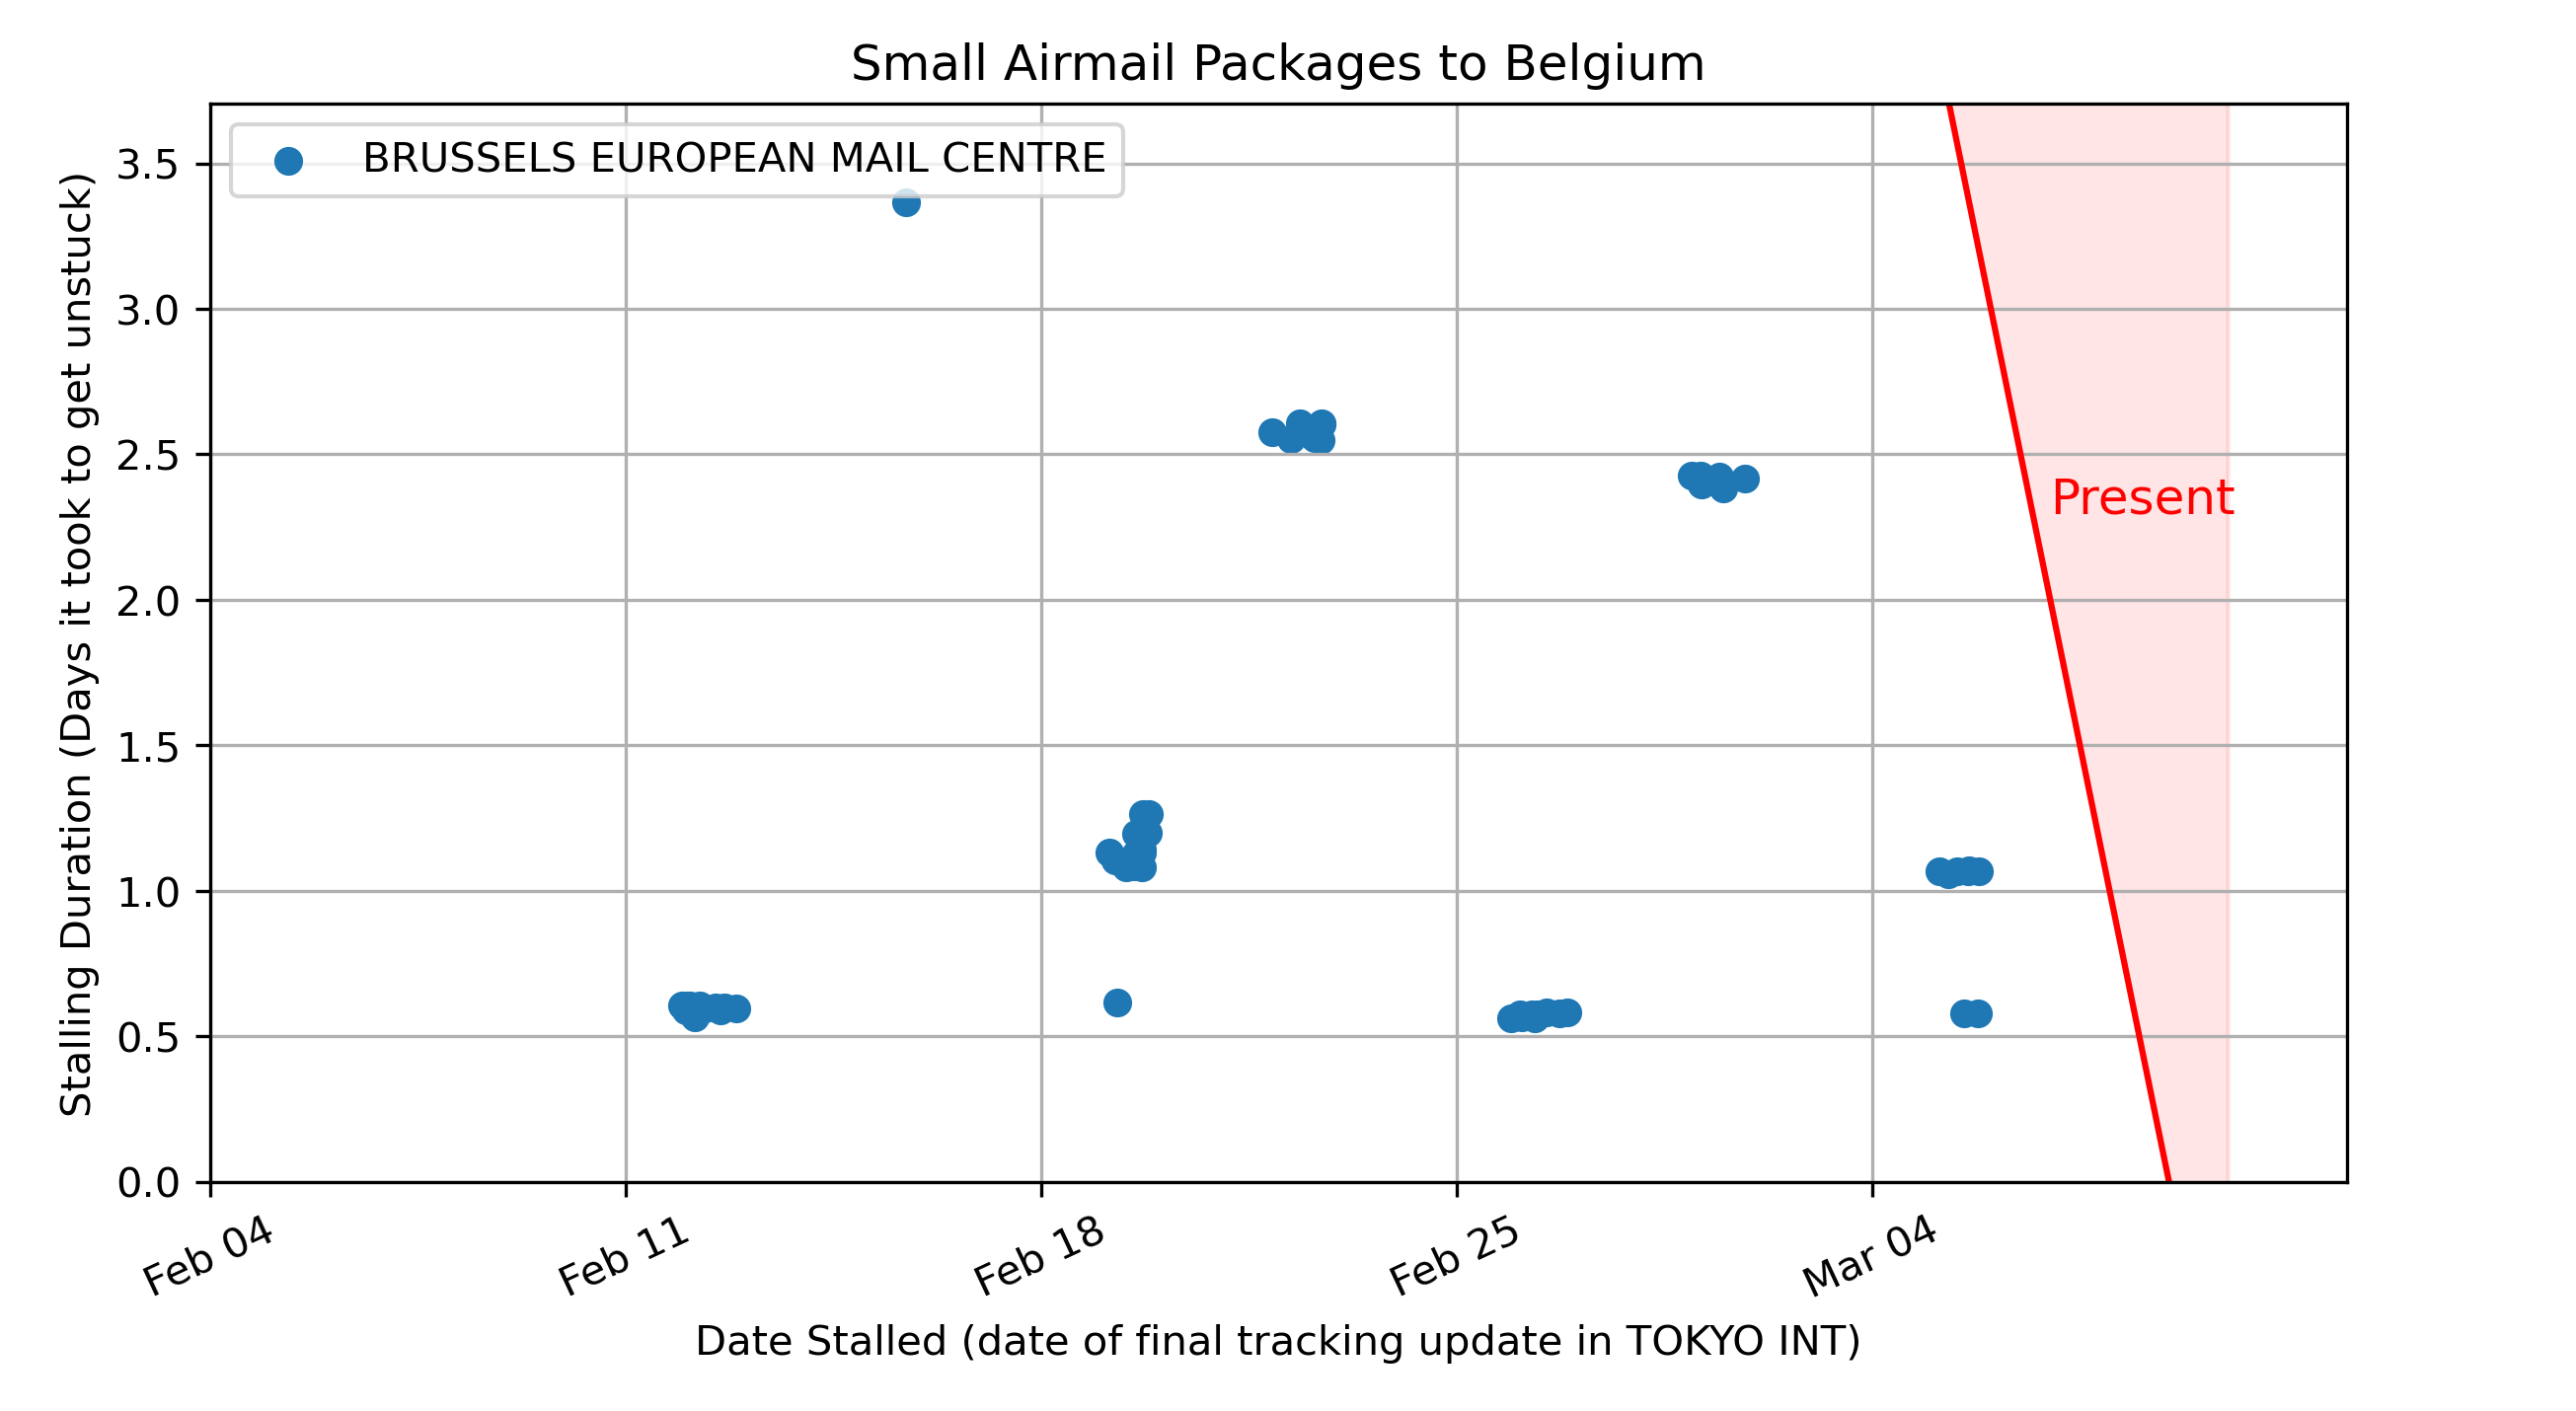 Small Airmail Packages to Belgium
BRUSSELS EUROPEAN MAIL CENTRE
Stalling Duration (Days it took to get unstuck)
3.5
3.0
2.5
2.0
1.5
1.0
0.5
0.0
Present
Feb 04
Feb 11
Feb 18
Feb 25
Mar 04
Date Stalled (date of final tracking update in TOKYO INT)